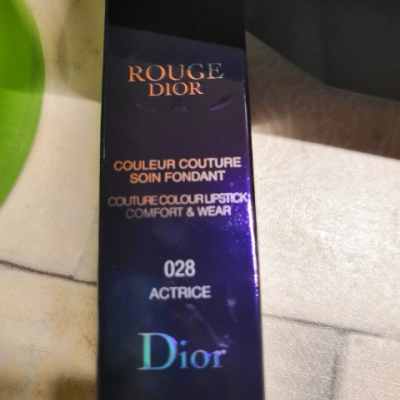 ROUGE
DIOR
COULEUR COUTURE
SOIN FONDANT
COUTURE COLOUR LIPSTICK
COMFORT & WEAR
028
ACTRICE
Dior